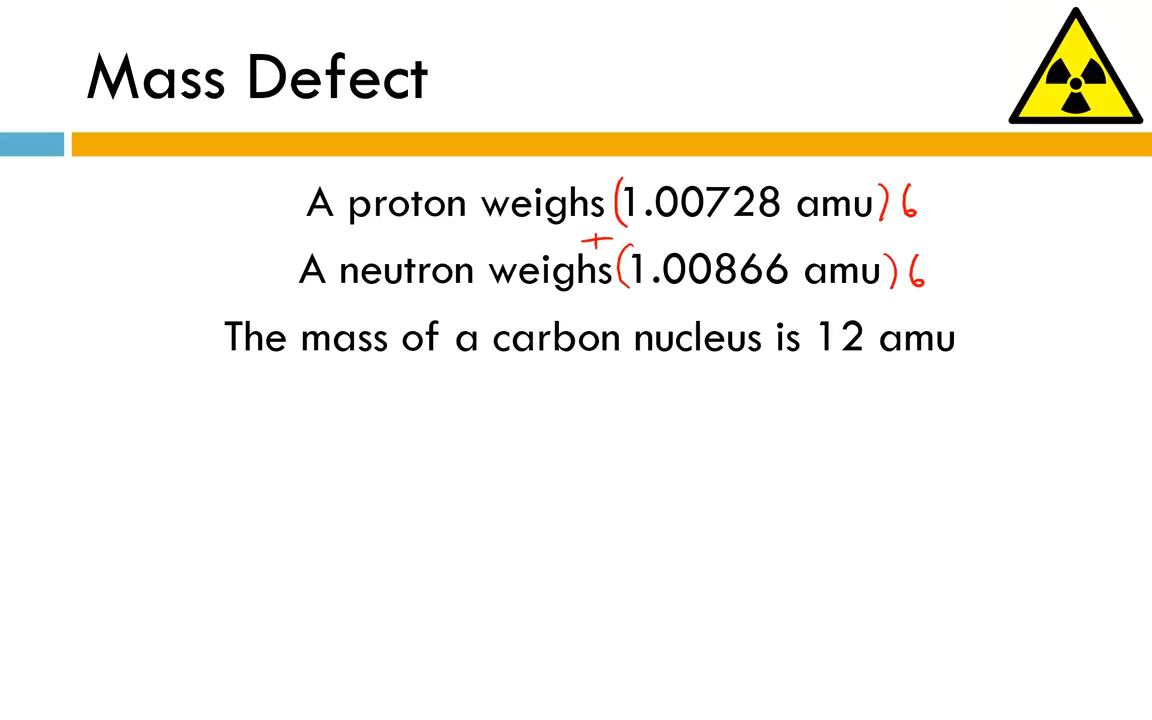 Mass Defect
A proton weighs (1.00728 amu) 6
+
A neutron weighs (1.00866 amu) 6
The mass of a carbon nucleus is 12 amu